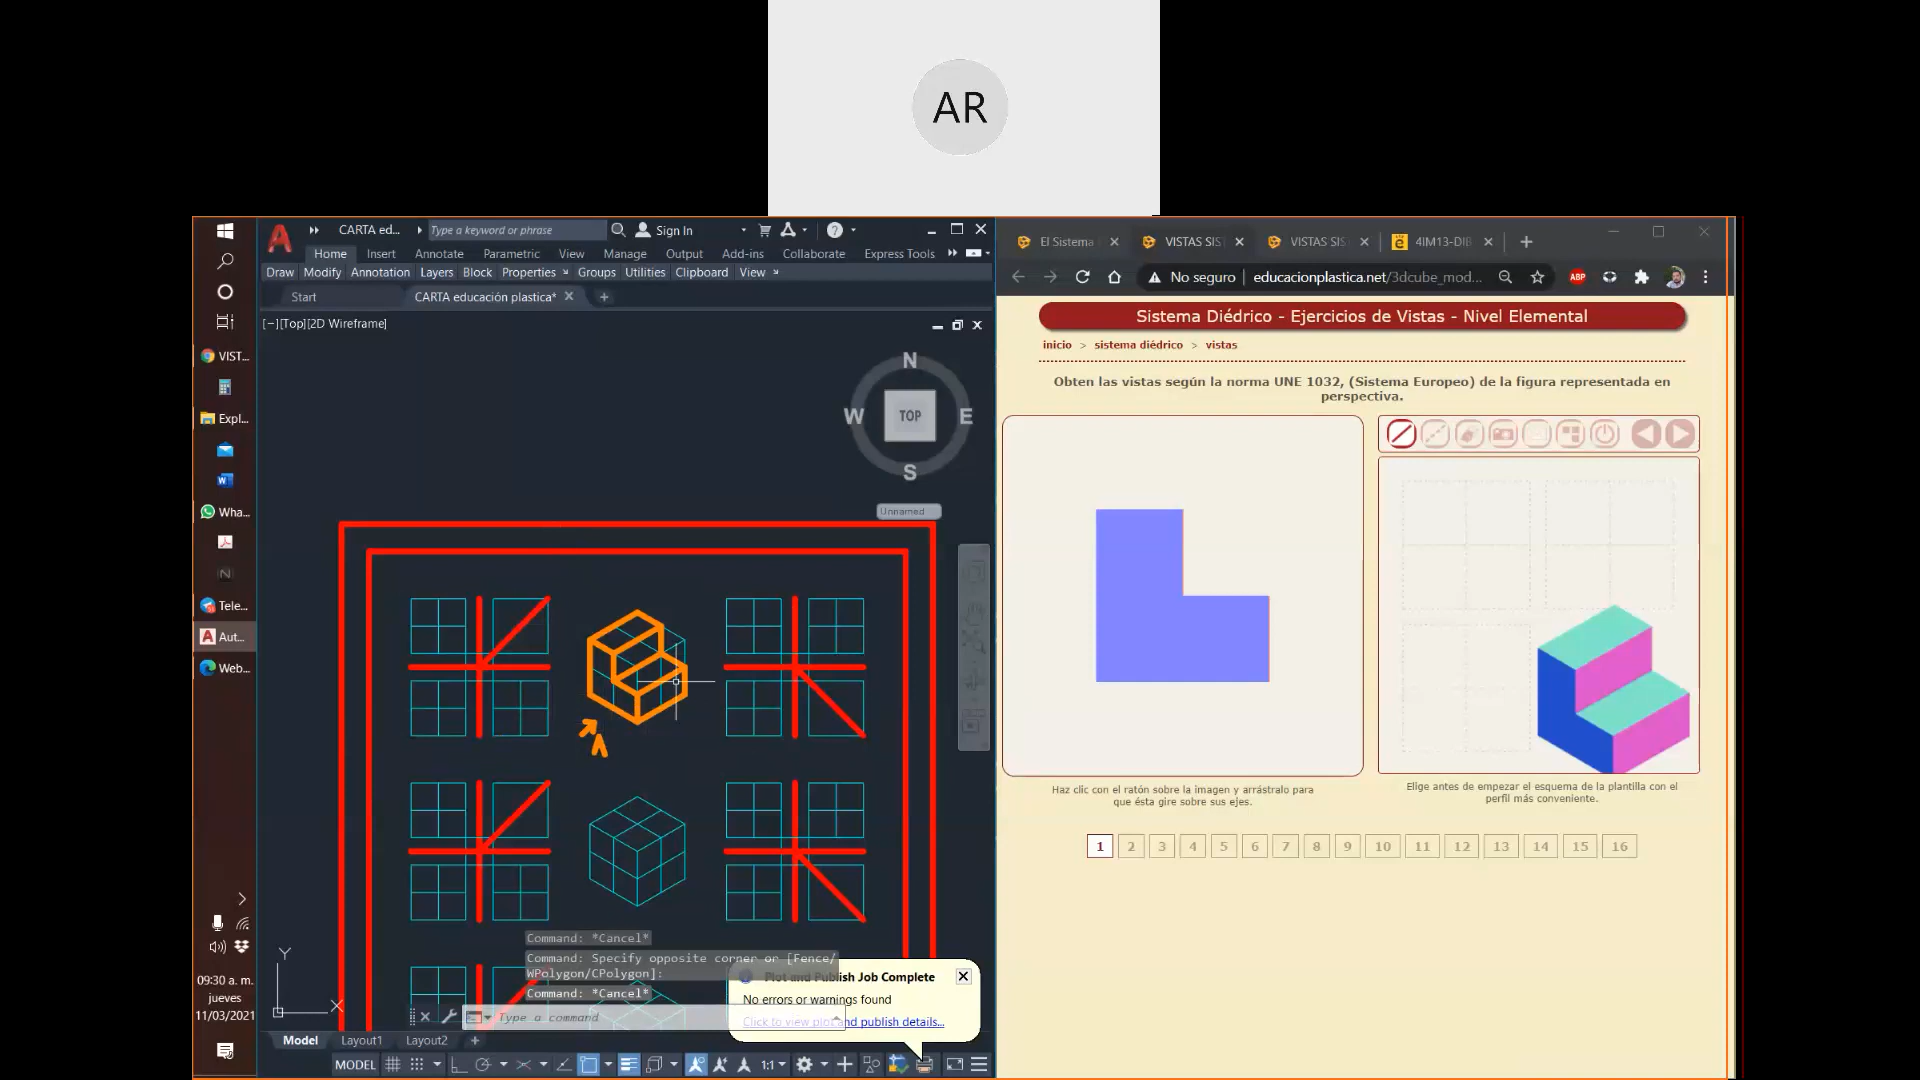 AR
CARTA ed...
Type a keyword or phrase
Sign In
Home Insert Annotate Parametric View Manage Output Add-ins Collaborate Express Tools
Draw Modify Annotation Layers Block Properties Groups Utilities Clipboard View
Start
CARTA educación plastica*
[−][Top][2D Wireframe]
N
W
TOP
E
S
Unnamed
A
Command: *Cancel*
Command: Specify opposite corner or [Fence/
WPolygon/CPolygon]:
Command: *Cancel*
Type a command
Plot and Publish Job Complete
No errors or warnings found
Click to view plot and publish details...
Y
X
Model Layout1 Layout2
MODEL
1:1
VIST...
Expl...
Wha...
Tele...
Aut...
Web...
09:30 a. m.
jueves
11/03/2021
El Sistema
VISTAS SIS
VISTAS SIS
4IM13-DIB
No seguro
educacionplastica.net/3dcube_mod...
ABP
Sistema Diédrico - Ejercicios de Vistas - Nivel Elemental
inicio > sistema diédrico > vistas
Obten las vistas según la norma UNE 1032, (Sistema Europeo) de la figura representada en
perspectiva.
Haz clic con el ratón sobre la imagen y arrástralo para
que ésta gire sobre sus ejes.
Elige antes de empezar el esquema de la plantilla con el
perfil más conveniente.
1 2 3 4 5 6 7 8 9 10 11 12 13 14 15 16